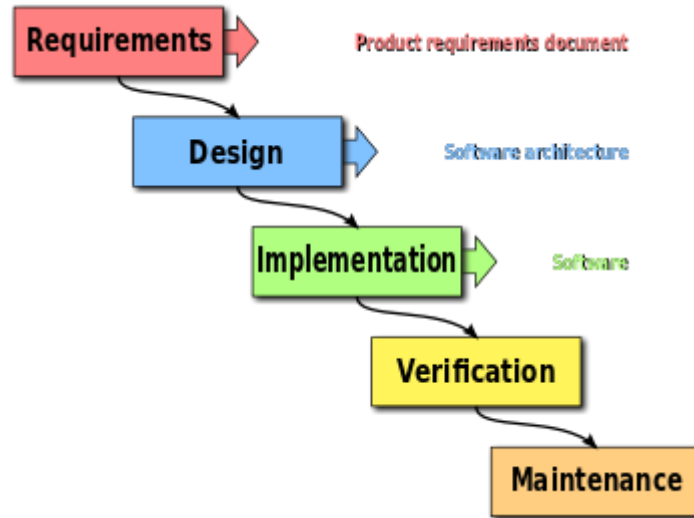 Requirements
Product requirements document
Design
Software architecture
Implementation
Software
Verification
Maintenance